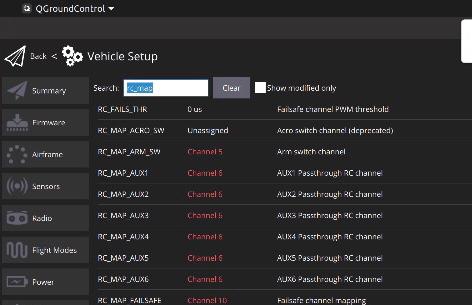 QGroundControl
Back < Vehicle Setup
Search: rc_map Clear Show modified only
Summary
Firmware
Airframe
Sensors
Radio
Flight Modes
Power
RC_FAILS_THR 0 us Failsafe channel PWM threshold
RC_MAP_ACRO_SW Unassigned Acro switch channel (deprecated)
RC_MAP_ARM_SW Channel 5 Arm switch channel
RC_MAP_AUX1 Channel 6 AUX1 Passthrough RC channel
RC_MAP_AUX2 Channel 6 AUX2 Passthrough RC channel
RC_MAP_AUX3 Channel 6 AUX3 Passthrough RC channel
RC_MAP_AUX4 Channel 6 AUX4 Passthrough RC channel
RC_MAP_AUX5 Channel 6 AUX5 Passthrough RC channel
RC_MAP_AUX6 Channel 6 AUX6 Passthrough RC channel
RC_MAP_FAILSAFE Channel 10 Failsafe channel mapping